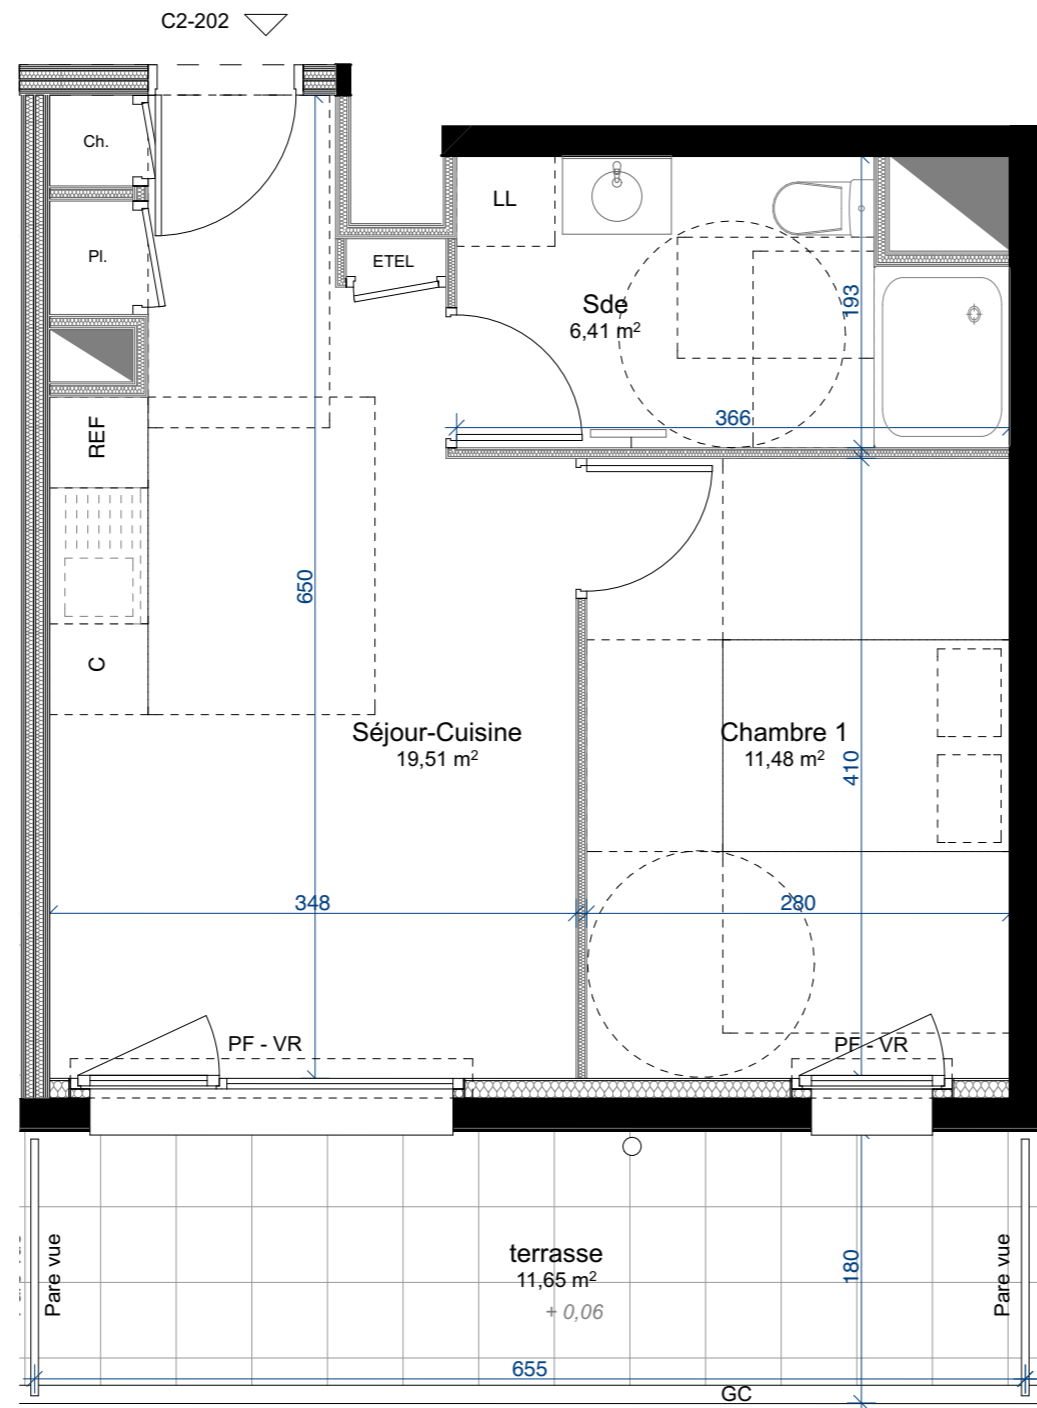 C2-202
Ch.
Pl.
ETEL
LL
Sde
6,41 m²
193
366
REF
650
C
Séjour-Cuisine
19,51 m²
Chambre 1
11,48 m²
410
348
280
PF - VR
PF - VR
Pare vue
terrasse
11,65 m²
+ 0,06
180
Pare vue
655
GC